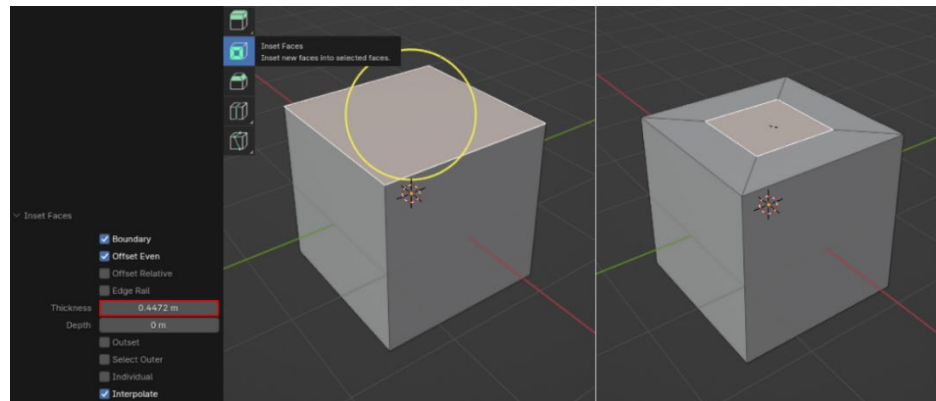 Inset Faces
Inset new faces into selected faces.
Inset Faces
Boundary
Offset Even
Offset Relative
Edge Rail
Thickness 0.4472 m
Depth 0 m
Outset
Select Outer
Individual
Interpolate